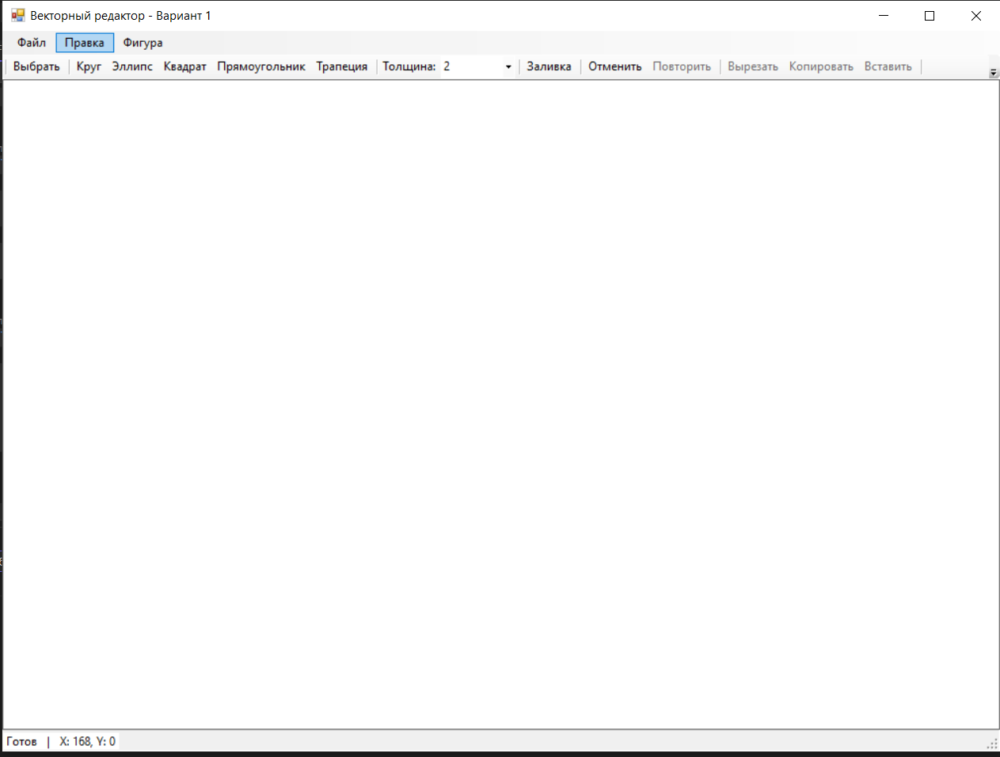 Векторный редактор - Вариант 1
Файл Правка Фигура
Выбрать Круг Эллипс Квадрат Прямоугольник Трапеция Толщина: 2 Заливка Отменить Повторить Вырезать Копировать Вставить
Готов | X: 168, Y: 0